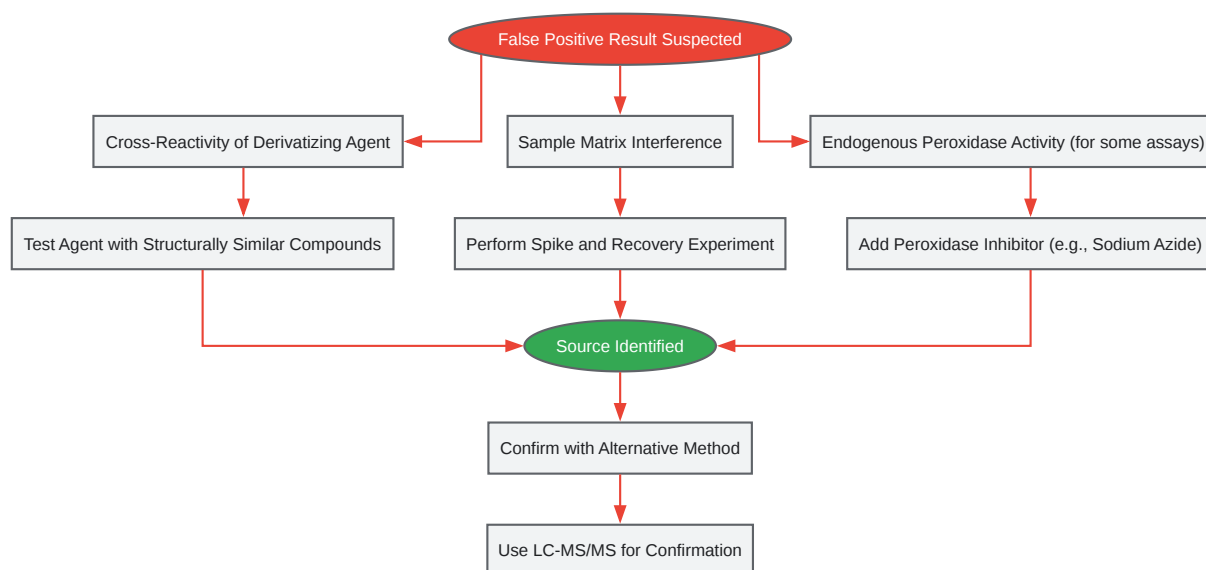 False Positive Result Suspected
Cross-Reactivity of Derivatizing Agent
Sample Matrix Interference
Endogenous Peroxidase Activity (for some assays)
Test Agent with Structurally Similar Compounds
Perform Spike and Recovery Experiment
Add Peroxidase Inhibitor (e.g., Sodium Azide)
Source Identified
Confirm with Alternative Method
Use LC-MS/MS for Confirmation